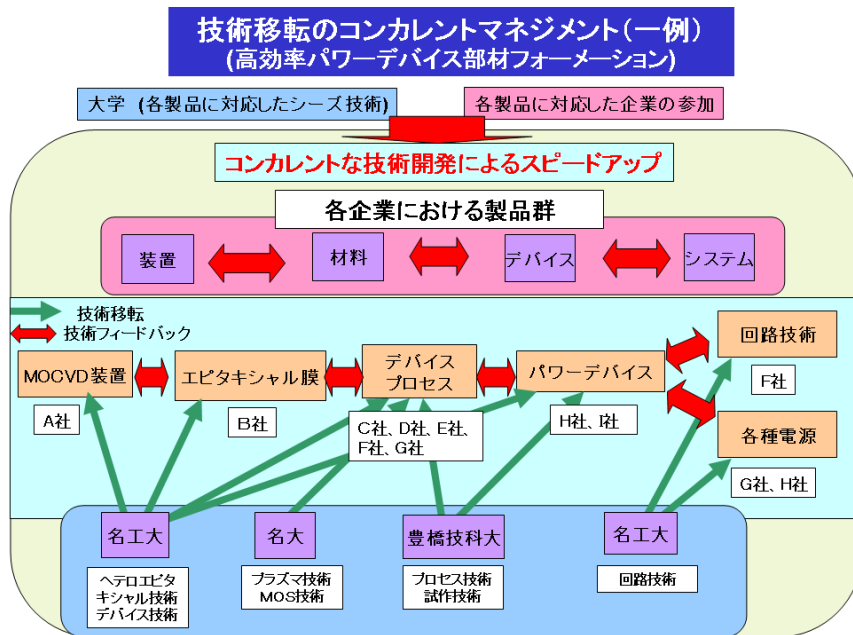 技術移転のコンカレントマネジメント(一例)
(高効率パワーデバイス部材フォーメーション)
大学 (各製品に対応したシーズ技術)
各製品に対応した企業の参加
コンカレントな技術開発によるスピードアップ
各企業における製品群
装置
材料
デバイス
システム
技術移転
技術フィードバック
MOCVD装置
エピタキシャル膜
デバイス
プロセス
パワーデバイス
回路技術
A社
B社
C社、D社、E社、
F社、G社
H社、I社
F社
各種電源
G社、H社
名工大
名大
豊橋技科大
名工大
ヘテロエピタ
キシャル技術
デバイス技術
プラズマ技術
MOS技術
プロセス技術
試作技術
回路技術